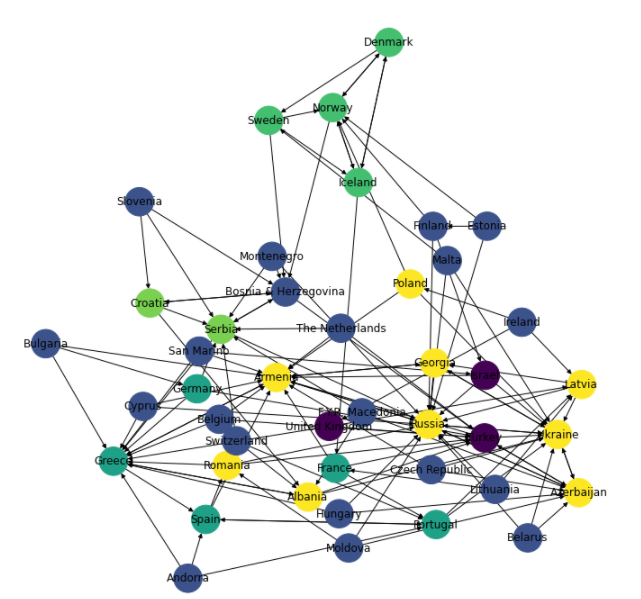 Denmark
Norway
Sweden
Iceland
Slovenia
Finland
Estonia
Montenegro
Malta
Poland
Bosnia & Herzegovina
Croatia
Ireland
Serbia
The Netherlands
Bulgaria
San Marino
Georgia
Armenia
Israel
Latvia
Germany
Cyprus
F.Y.R. Macedonia
Belgium
United Kingdom
Russia
Switzerland
Turkey
Ukraine
Greece
Romania
France
Czech Republic
Albania
Lithuania
Azerbaijan
Spain
Hungary
Portugal
Belarus
Moldova
Andorra